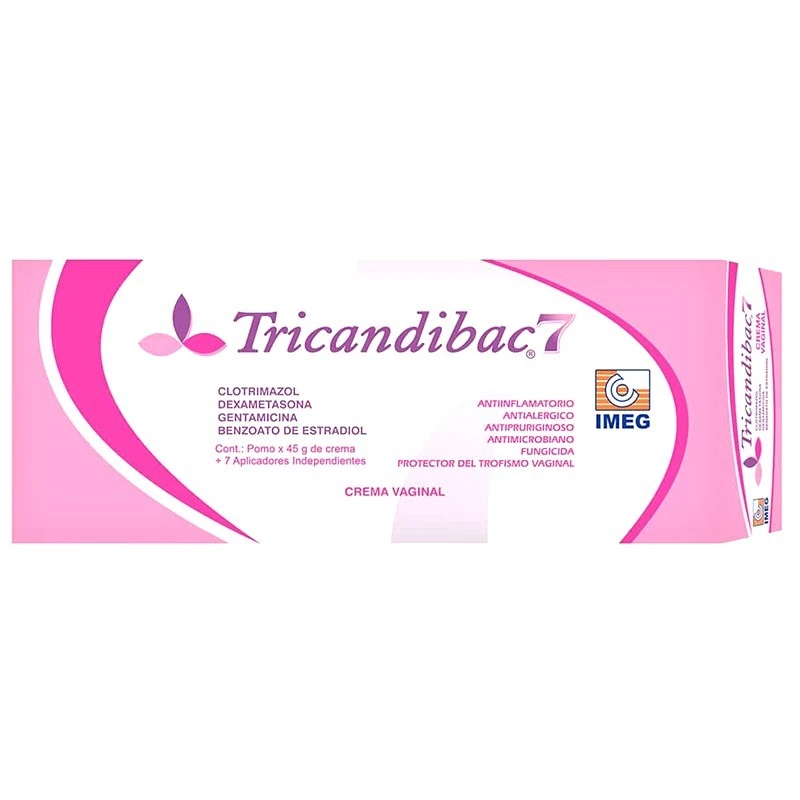 Tricandibac®7
CLOTRIMAZOL
DEXAMETASONA
GENTAMICINA
BENZOATO DE ESTRADIOL
Cont.: Pomo x 45 g de crema
+ 7 Aplicadores Independientes
ANTIINFLAMATORIO
ANTIALERGICO
ANTIPRURIGINOSO
ANTIMICROBIANO
FUNGICIDA
PROTECTOR DEL TROFISMO VAGINAL
CREMA VAGINAL
IMEG
Tricandibac®7
CREMA
VAGINAL
IMEG